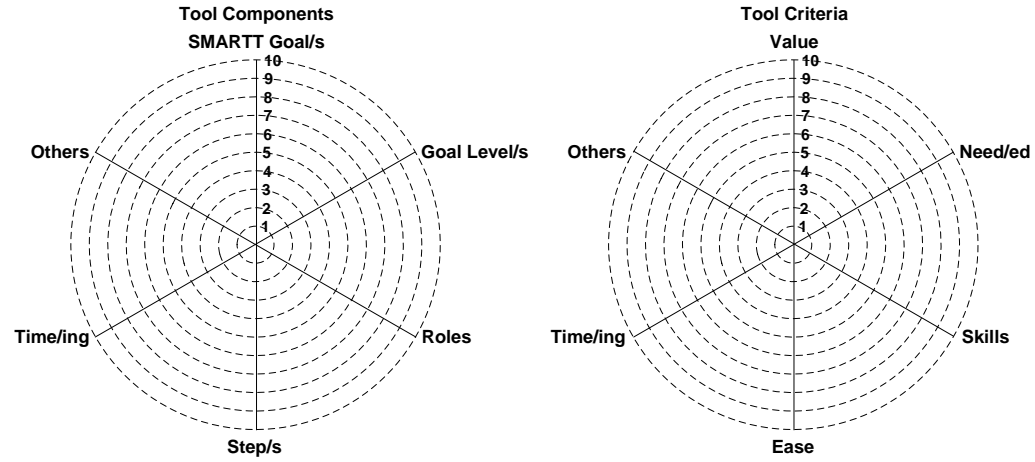 Tool Components
SMARTT Goal/s
10
9
8
7
6
5
4
3
2
1
Others
Goal Level/s
Time/ing
Roles
Step/s
Tool Criteria
Value
10
9
8
7
6
5
4
3
2
1
Others
Need/ed
Time/ing
Skills
Ease